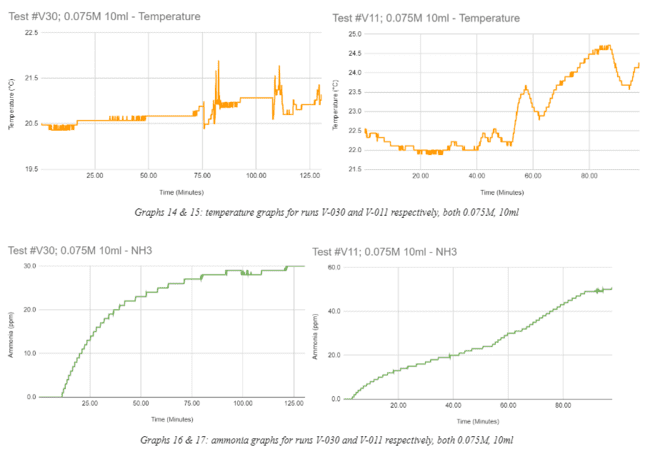 Test #V30; 0.075M 10ml - Temperature
22.5
21.5
20.5
19.5
Temperature (°C)
25.00 50.00 75.00 100.00 125.00
Time (Minutes)
Test #V11; 0.075M 10ml - Temperature
25.0
24.5
24.0
23.5
23.0
22.5
22.0
21.5
Temperature (°C)
20.00 40.00 60.00 80.00
Time (Minutes)
Graphs 14 & 15: temperature graphs for runs V-030 and V-011 respectively, both 0.075M, 10ml
Test #V30; 0.075M 10ml - NH3
30.0
20.0
10.0
0.0
Ammonia (ppm)
25.00 50.00 75.00 100.00 125.00
Time (Minutes)
Test #V11; 0.075M 10ml - NH3
60.0
40.0
20.0
0.0
Ammonia (ppm)
20.00 40.00 60.00 80.00
Time (Minutes)
Graphs 16 & 17: ammonia graphs for runs V-030 and V-011 respectively, both 0.075M, 10ml